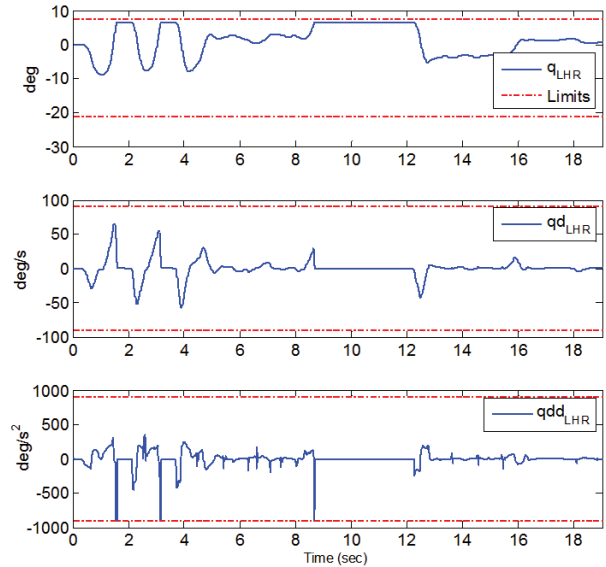 10
0
-10
-20
-30
deg
q_LHR
Limits
0 2 4 6 8 10 12 14 16 18
100
50
0
-50
-100
deg/s
qd_LHR
0 2 4 6 8 10 12 14 16 18
1000
500
0
-500
-1000
deg/s^2
qdd_LHR
0 2 4 6 8 10 12 14 16 18
Time (sec)